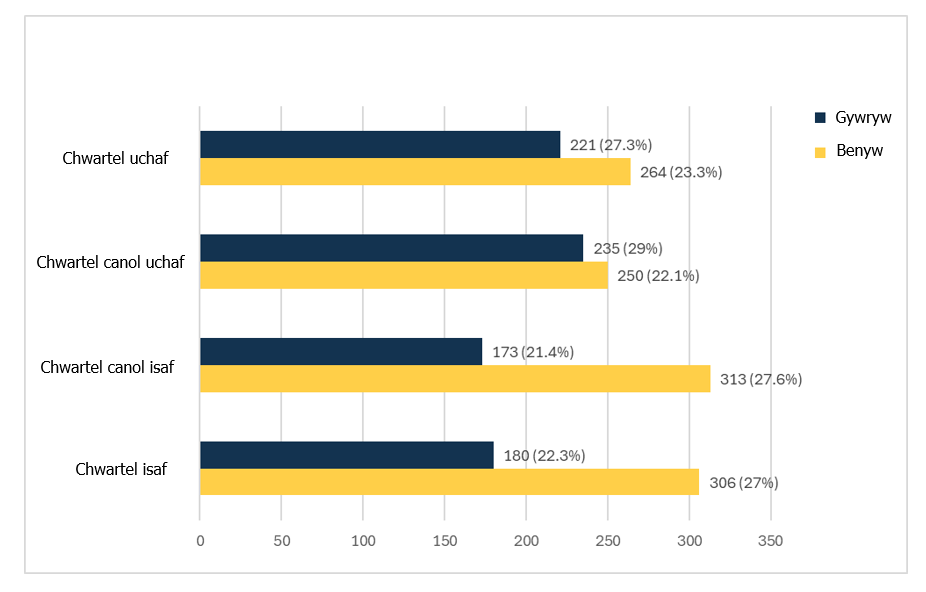 Gywryw
Benyw
Chwartel uchaf
221 (27.3%)
264 (23.3%)
Chwartel canol uchaf
235 (29%)
250 (22.1%)
Chwartel canol isaf
173 (21.4%)
313 (27.6%)
Chwartel isaf
180 (22.3%)
306 (27%)
0 50 100 150 200 250 300 350